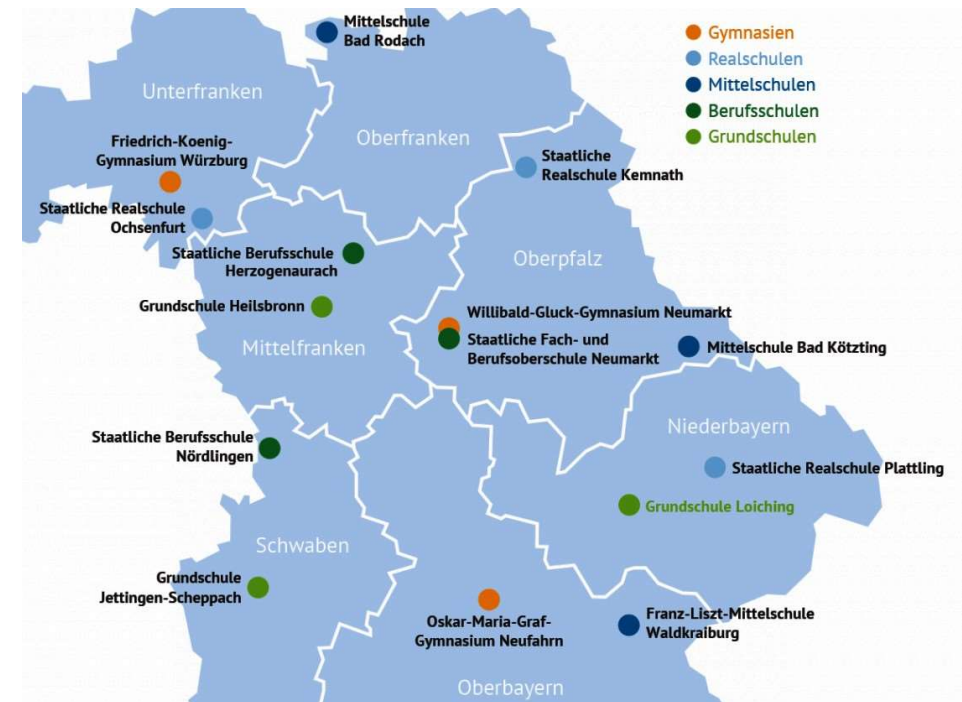 Mittelschule
Bad Rodach
Gymnasien
Realschulen
Mittelschulen
Berufsschulen
Grundschulen
Unterfranken
Oberfranken
Friedrich-Koenig-
Gymnasium Würzburg
Staatliche
Realschule Kemnath
Staatliche Realschule
Ochsenfurt
Staatliche Berufsschule
Herzogenaurach
Oberpfalz
Grundschule Heilsbronn
Willibald-Gluck-Gymnasium Neumarkt
Staatliche Fach- und
Berufsoberschule Neumarkt
Mittelfranken
Mittelschule Bad Kötzting
Niederbayern
Staatliche Berufsschule
Nördlingen
Staatliche Realschule Plattling
Grundschule Loiching
Schwaben
Grundschule
Jettingen-Scheppach
Oskar-Maria-Graf-
Gymnasium Neufahrn
Franz-Liszt-Mittelschule
Waldkraiburg
Oberbayern